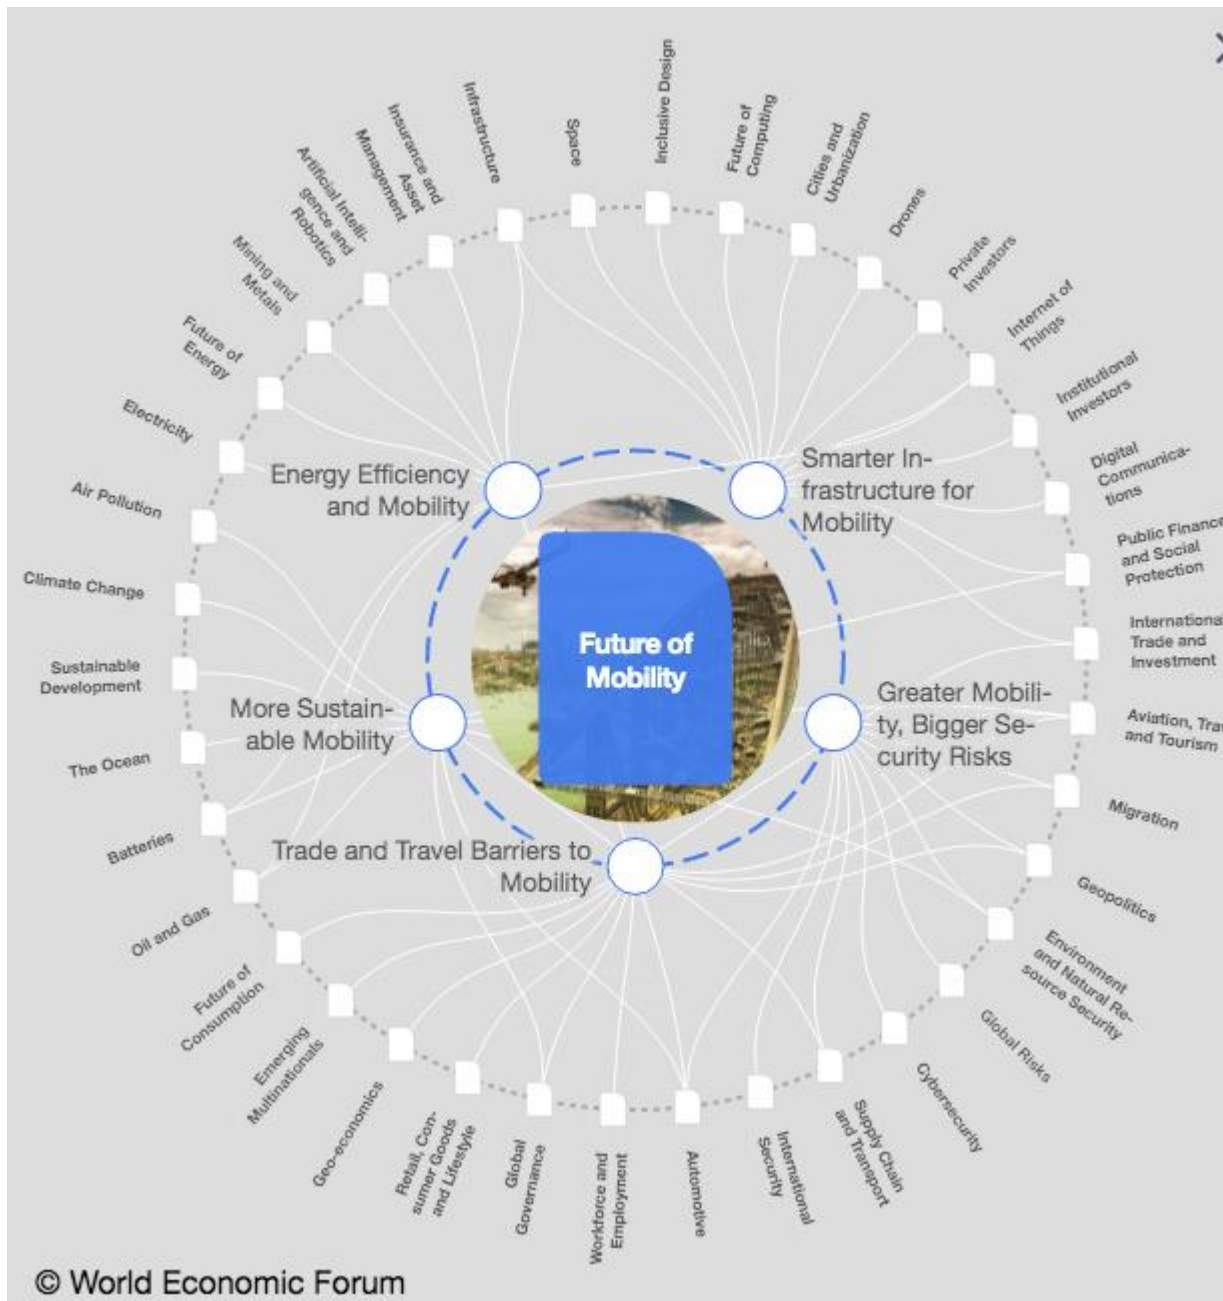 Inclusive Design
Infrastructure
Space
Future of
Computing
Cities and
Urbanization
Insurance and
Asset
Management
Drones
Artificial Intelli-
gence and
Robotics
Private
Investors
Mining and
Metals
Internet of
Things
Future of
Energy
Institutional
Investors
Electricity
Digital
Communica-
tions
Air Pollution
Public Finance
and Social
Protection
Climate Change
Internationa
Trade and
Investment
Sustainable
Development
Aviation, Trav
and Tourism
The Ocean
Migration
Batteries
Geopolitics
Oil and Gas
Environment
and Natural Re-
source Security
Future of
Consumption
Global Risks
Emerging
Multinationals
Cybersecurity
Geo-economics
Supply Chain
and Transport
Retail, Con-
sumer Goods
and Lifestyle
International
Security
Global
Governance
Automotive
Workforce and
Employment
Energy Efficiency
and Mobility
Smarter In-
frastructure for
Mobility
Future of
Mobility
More Sustain-
able Mobility
Greater Mobili-
ty, Bigger Se-
curity Risks
Trade and Travel Barriers to
Mobility
© World Economic Forum